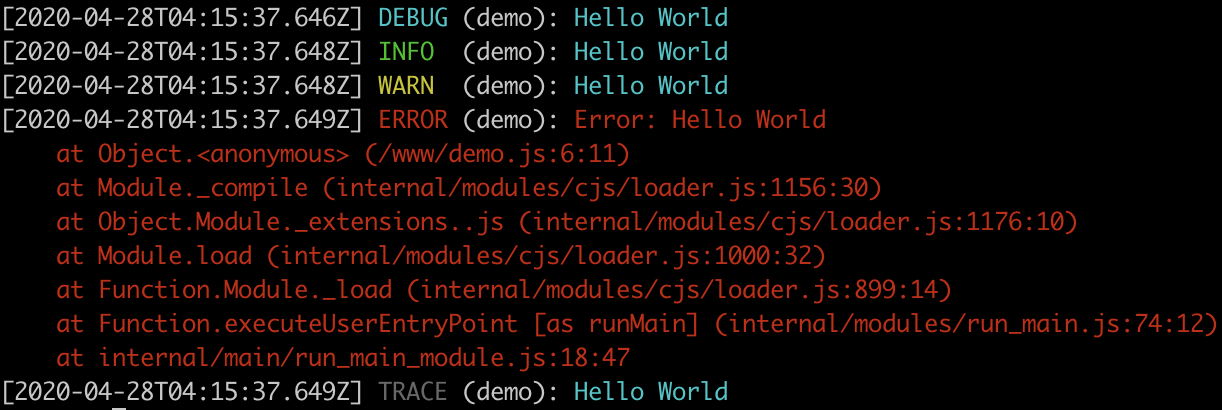 [2020-04-28T04:15:37.646Z] DEBUG (demo): Hello World
[2020-04-28T04:15:37.648Z] INFO  (demo): Hello World
[2020-04-28T04:15:37.648Z] WARN  (demo): Hello World
[2020-04-28T04:15:37.649Z] ERROR (demo): Error: Hello World
    at Object.<anonymous> (/www/demo.js:6:11)
    at Module._compile (internal/modules/cjs/loader.js:1156:30)
    at Object.Module._extensions..js (internal/modules/cjs/loader.js:1176:10)
    at Module.load (internal/modules/cjs/loader.js:1000:32)
    at Function.Module._load (internal/modules/cjs/loader.js:899:14)
    at Function.executeUserEntryPoint [as runMain] (internal/modules/run_main.js:74:12)
    at internal/main/run_main_module.js:18:47
[2020-04-28T04:15:37.649Z] TRACE (demo): Hello World